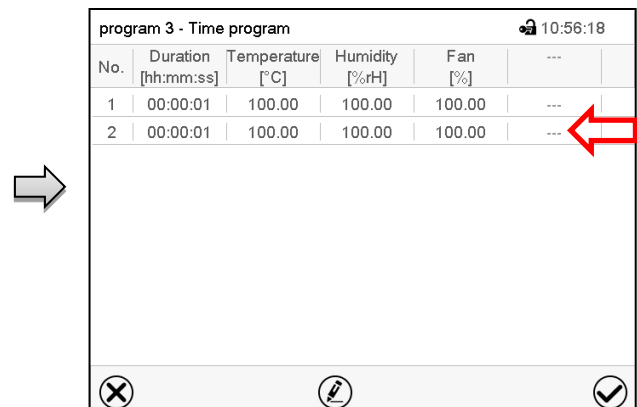 program 3 - Time program 10:56:18
No. Duration [hh:mm:ss] Temperature [°C] Humidity [%rH] Fan [%] ---
1 00:00:01 100.00 100.00 100.00 ---
2 00:00:01 100.00 100.00 100.00 ---